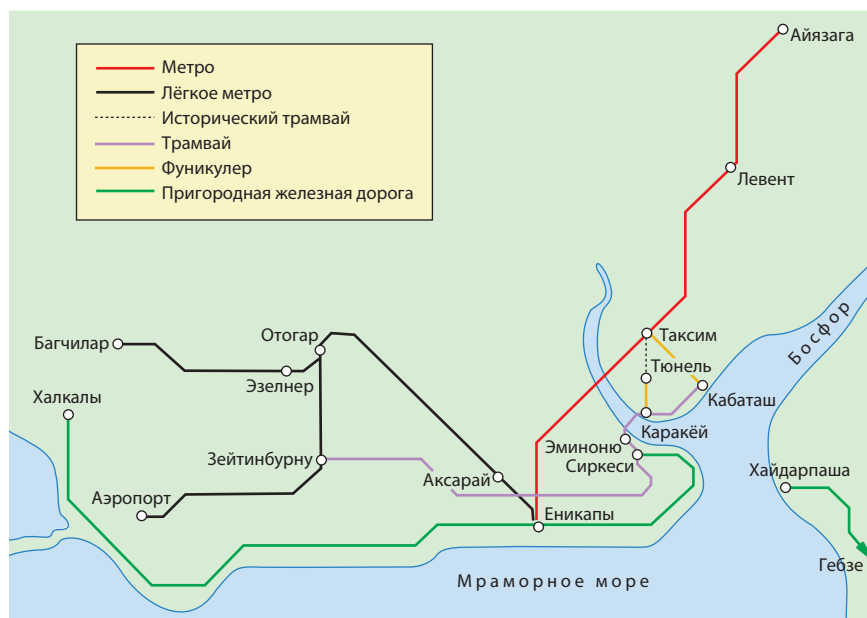 Метро
Лёгкое метро
Исторический трамвай
Трамвай
Фуникулер
Пригородная железная дорога
Айязага
Левент
Босфор
Таксим
Тюнель
Кабаташ
Каракёй
Эминоню
Сиркеси
Багчилар
Отогар
Эзелнер
Халкалы
Зейтинбурну
Аксарай
Аэропорт
Еникапы
Хайдарпаша
Гебзе
Мраморное море